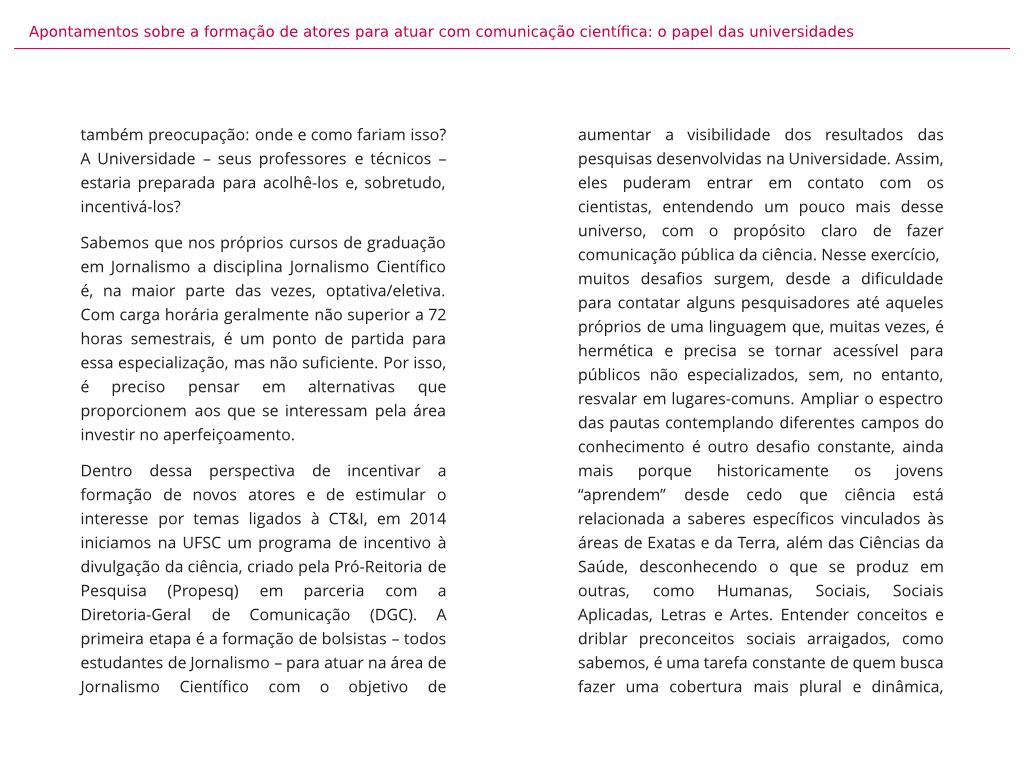 Apontamentos sobre a formação de atores para atuar com comunicação científica: o papel das universidades
também preocupação: onde e como fariam isso?
A Universidade – seus professores e técnicos –
estaria preparada para acolhê-los e, sobretudo,
incentivá-los?
Sabemos que nos próprios cursos de graduação
em Jornalismo a disciplina Jornalismo Científico
é, na maior parte das vezes, optativa/eletiva.
Com carga horária geralmente não superior a 72
horas semestrais, é um ponto de partida para
essa especialização, mas não suficiente. Por isso,
é preciso pensar em alternativas que
proporcionem aos que se interessam pela área
investir no aperfeiçoamento.
Dentro dessa perspectiva de incentivar a
formação de novos atores e de estimular o
interesse por temas ligados à CT&I, em 2014
iniciamos na UFSC um programa de incentivo à
divulgação da ciência, criado pela Pró-Reitoria de
Pesquisa (Propesq) em parceria com a
Diretoria-Geral de Comunicação (DGC). A
primeira etapa é a formação de bolsistas – todos
estudantes de Jornalismo – para atuar na área de
Jornalismo Científico com o objetivo de
aumentar a visibilidade dos resultados das
pesquisas desenvolvidas na Universidade. Assim,
eles puderam entrar em contato com os
cientistas, entendendo um pouco mais desse
universo, com o propósito claro de fazer
comunicação pública da ciência. Nesse exercício,
muitos desafios surgem, desde a dificuldade
para contatar alguns pesquisadores até aqueles
próprios de uma linguagem que, muitas vezes, é
hermética e precisa se tornar acessível para
públicos não especializados, sem, no entanto,
resvalar em lugares-comuns. Ampliar o espectro
das pautas contemplando diferentes campos do
conhecimento é outro desafio constante, ainda
mais porque historicamente os jovens
“aprendem” desde cedo que ciência está
relacionada a saberes específicos vinculados às
áreas de Exatas e da Terra, além das Ciências da
Saúde, desconhecendo o que se produz em
outras, como Humanas, Sociais, Sociais
Aplicadas, Letras e Artes. Entender conceitos e
driblar preconceitos sociais arraigados, como
sabemos, é uma tarefa constante de quem busca
fazer uma cobertura mais plural e dinâmica,